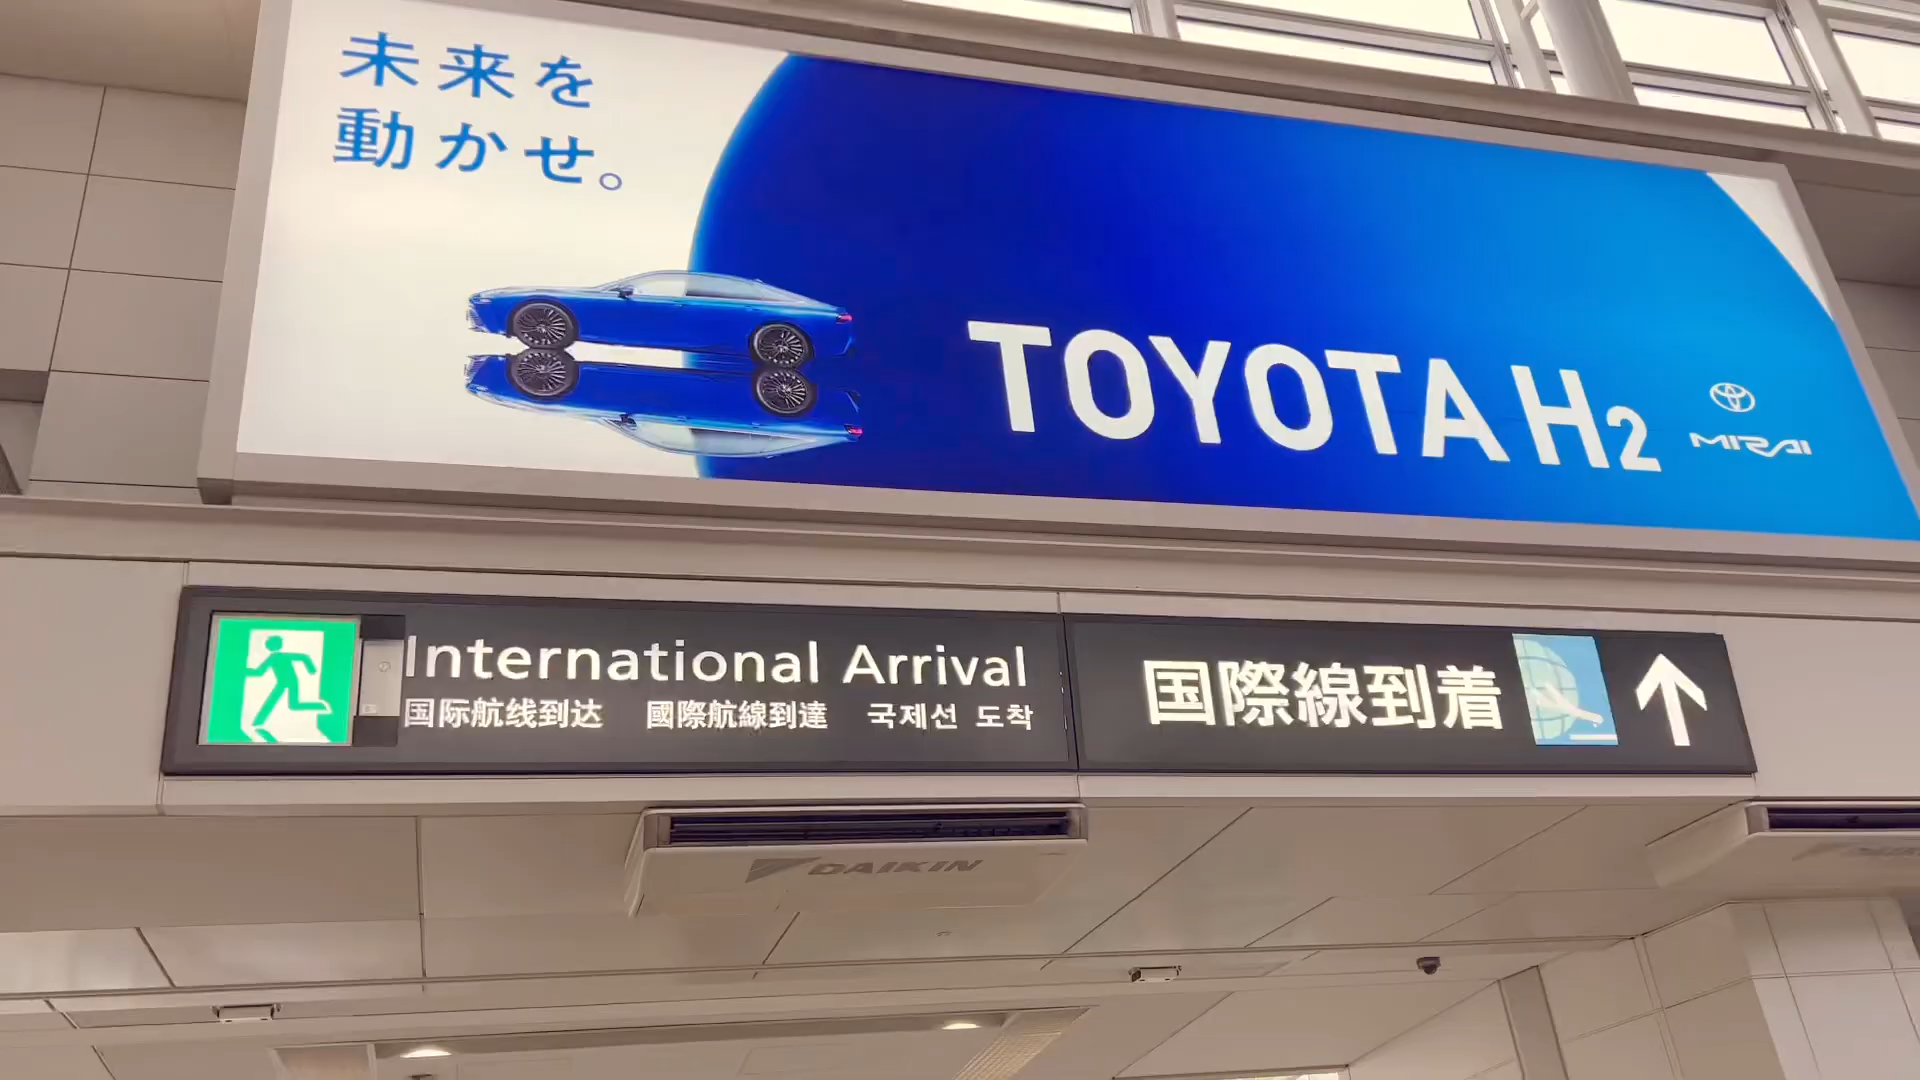 未来を
動かせ。
TOYOTA H2
MIRAI
International Arrival
国际航线到达 國際航線到達 국제선 도착
国際線到着
DAIKIN